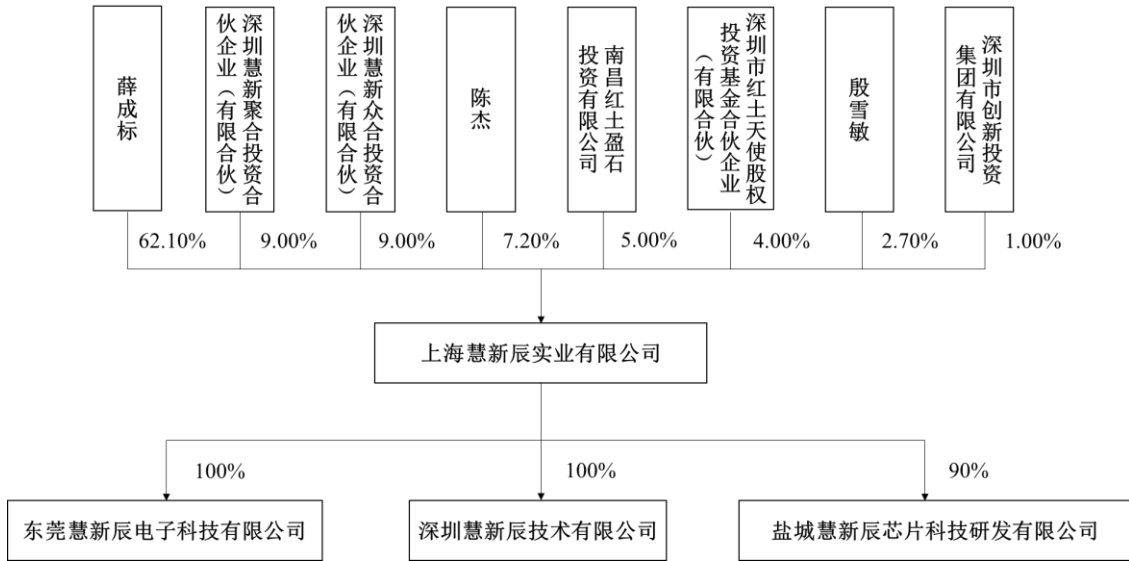 薛成标
深圳慧新聚合投资合
伙企业（有限合伙）
深圳慧新众合投资合
伙企业（有限合伙）
陈杰
南昌红土盈石
投资有限公司
深圳市红土天使股权
投资基金合伙企业
（有限合伙）
殷雪敏
深圳市创新投资
集团有限公司
62.10%
9.00%
9.00%
7.20%
5.00%
4.00%
2.70%
1.00%
上海慧新辰实业有限公司
100%
100%
90%
东莞慧新辰电子科技有限公司
深圳慧新辰技术有限公司
盐城慧新辰芯片科技研发有限公司